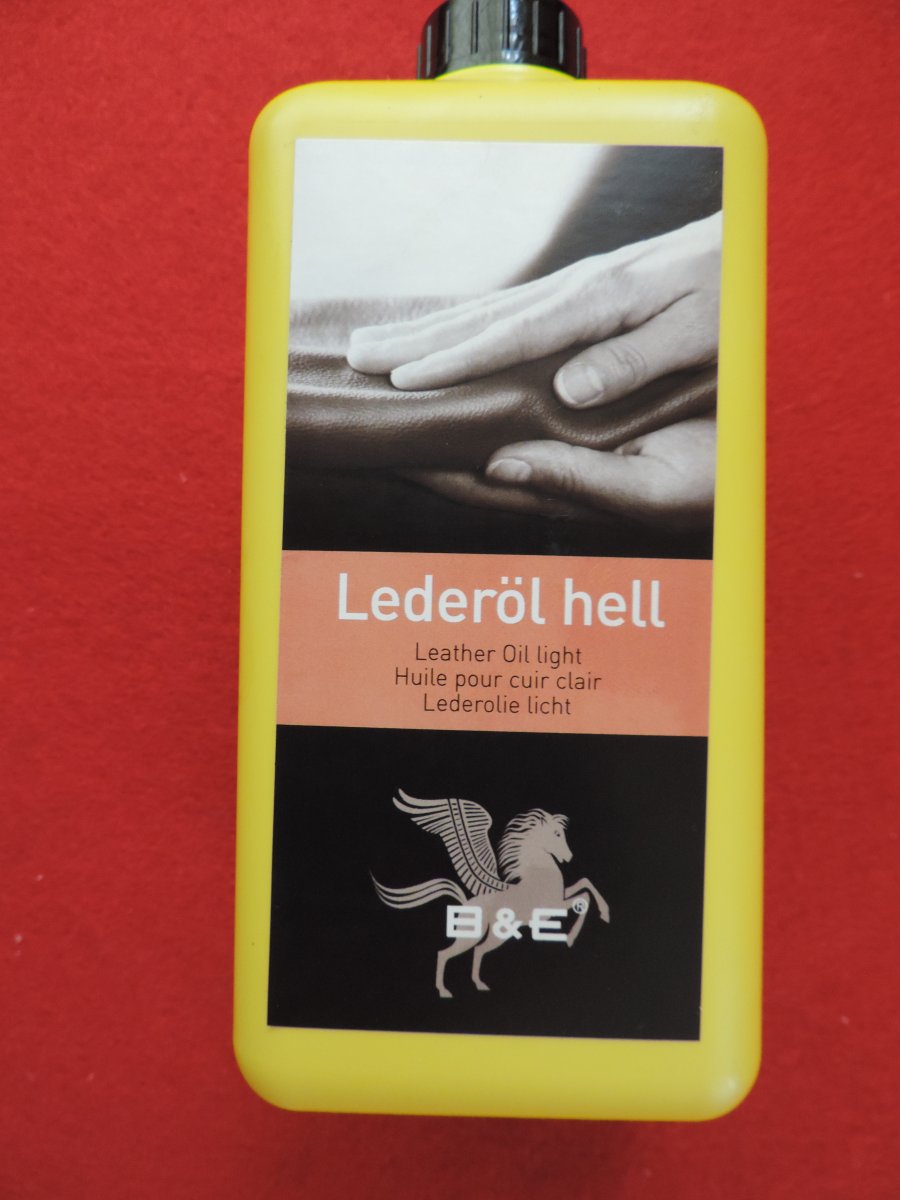 Lederöl hell
Leather Oil light
Huile pour cuir clair
Lederolie licht
B & E®